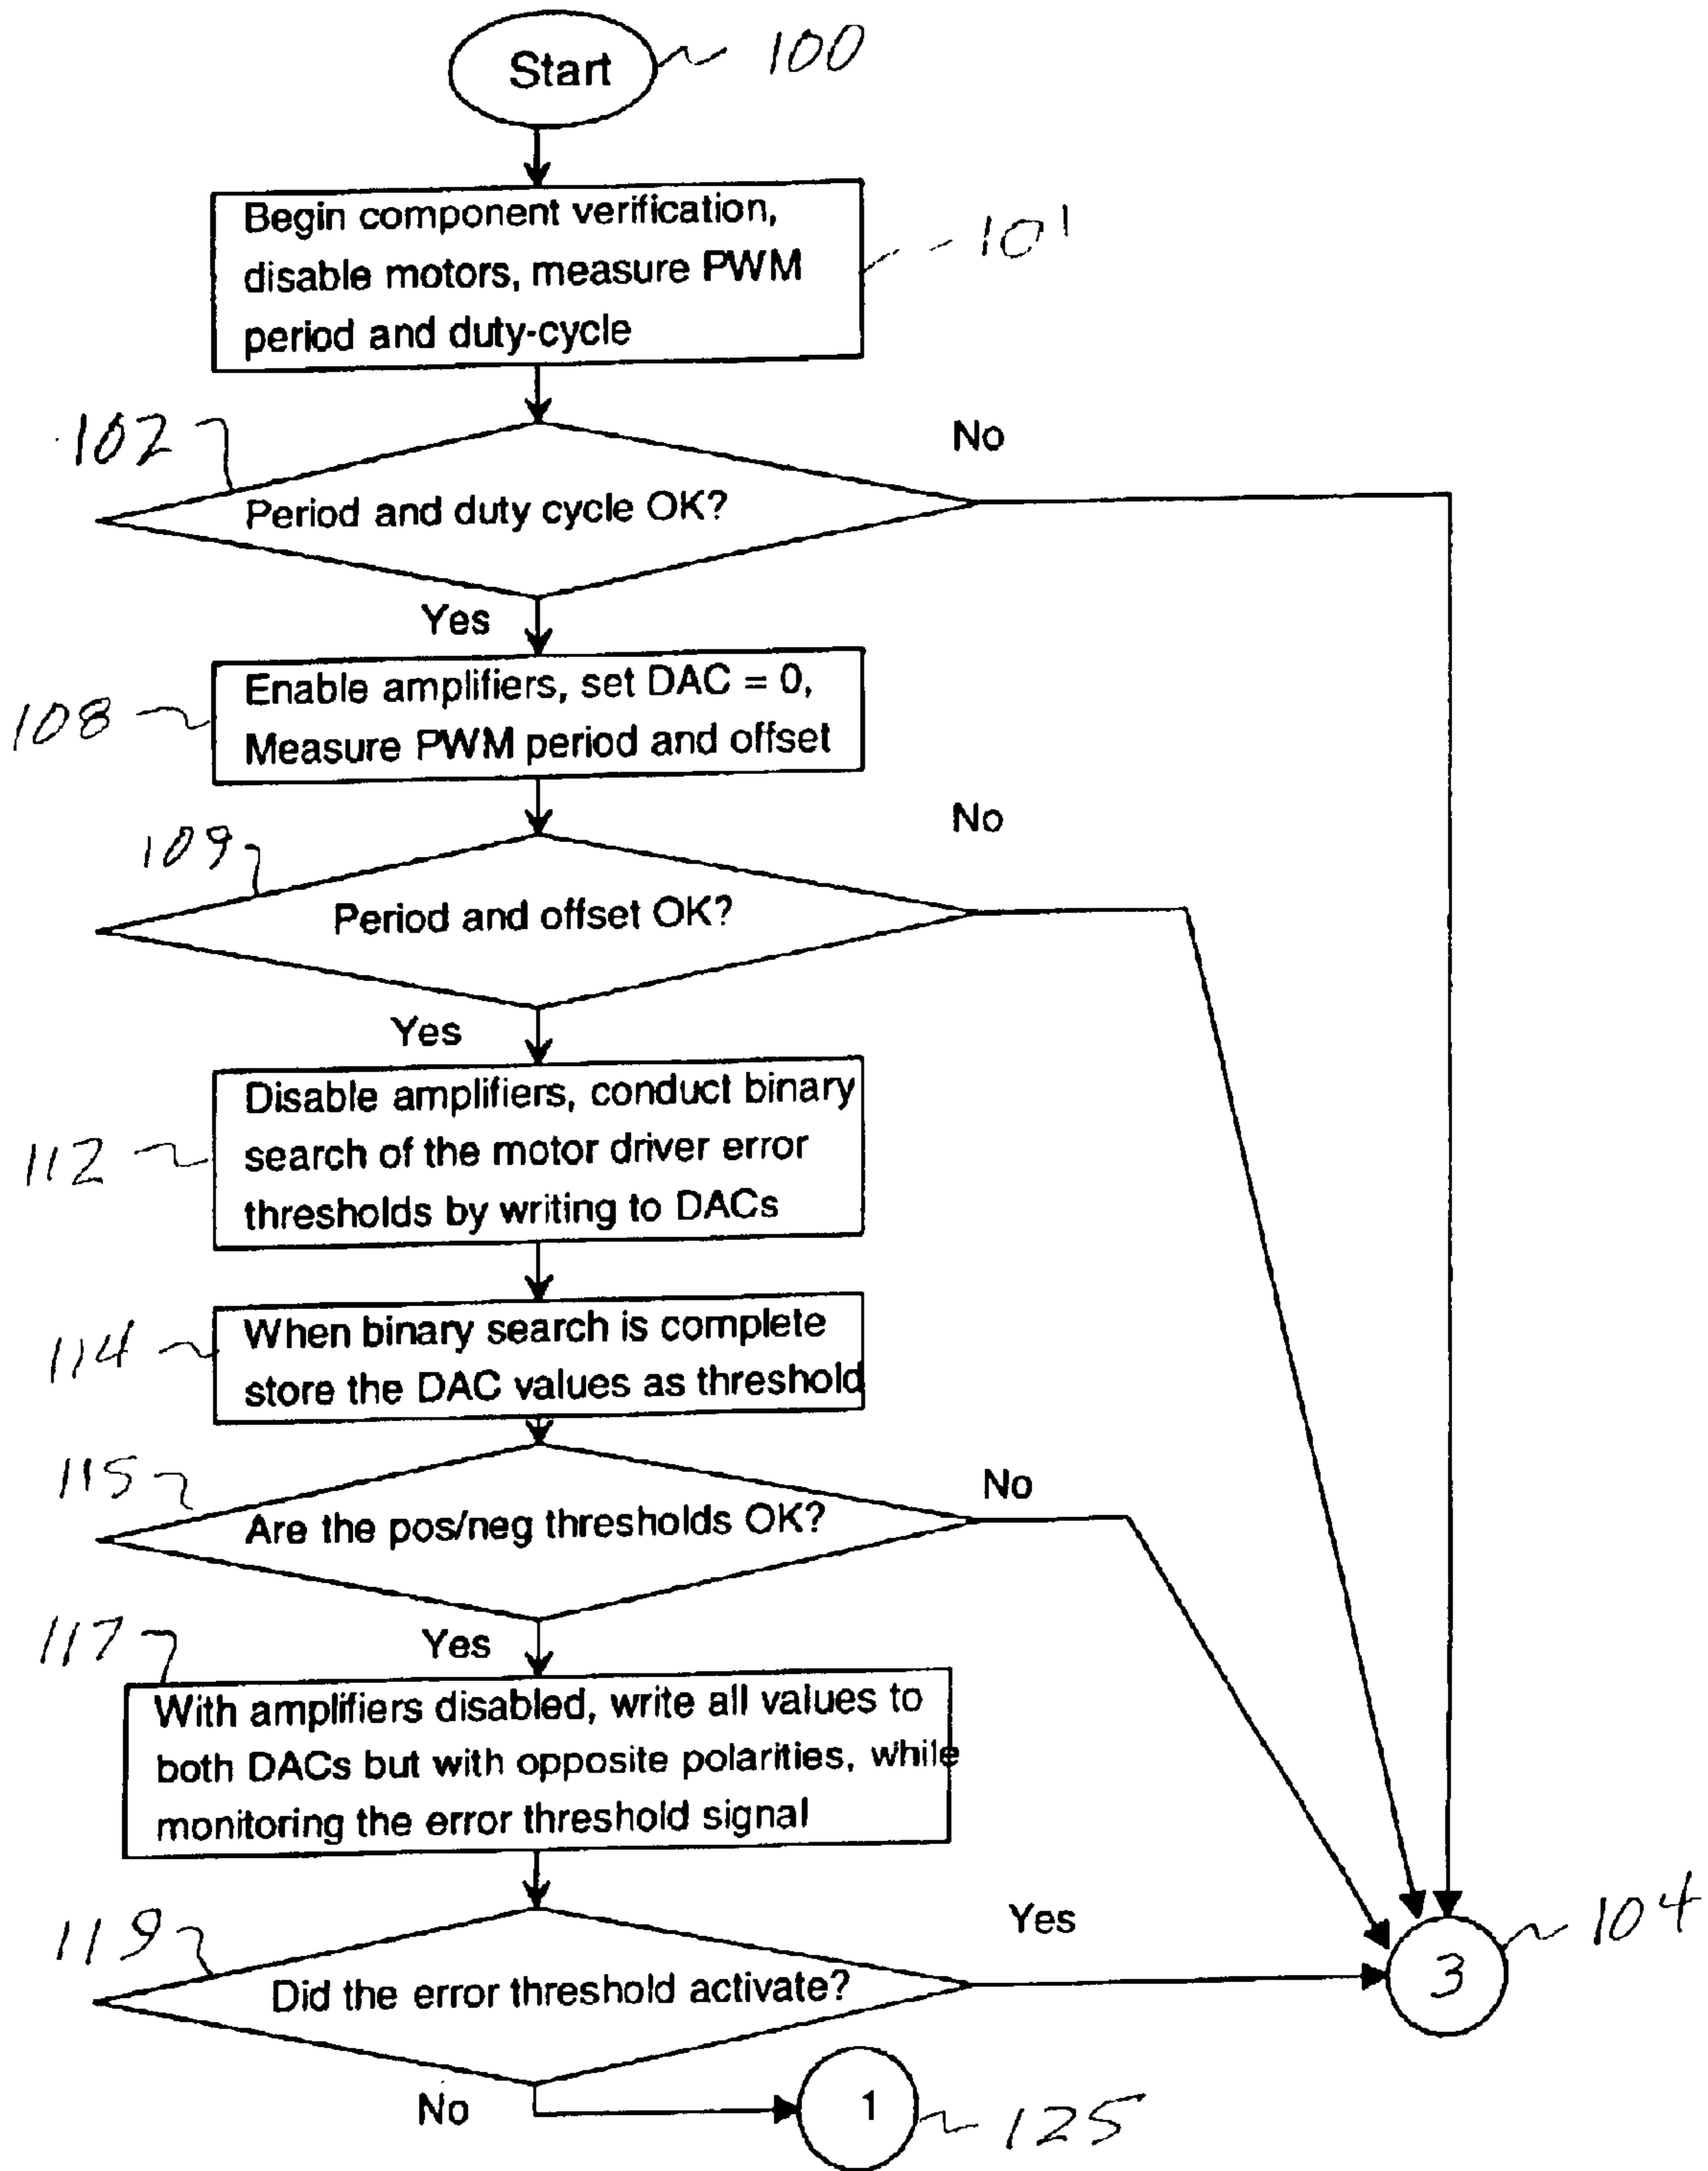 Start
100
Begin component verification,
disable motors, measure PWM
period and duty-cycle
101
102
No
Period and duty cycle OK?
Yes
Enable amplifiers, set DAC = 0,
Measure PWM period and offset
108
No
109
Period and offset OK?
Yes
Disable amplifiers, conduct binary
search of the motor driver error
thresholds by writing to DACs
112
When binary search is complete
store the DAC values as threshold
114
115
No
Are the pos/neg thresholds OK?
117
Yes
With amplifiers disabled, write all values to
both DACs but with opposite polarities, while
monitoring the error threshold signal
119
Yes
104
3
Did the error threshold activate?
No
1
125